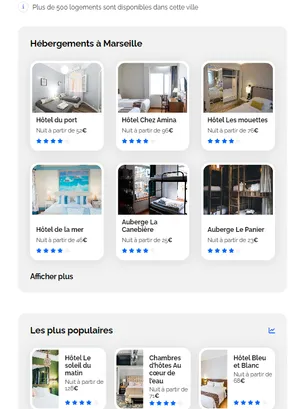 Plus de 500 logements sont disponibles dans cette ville
Hébergements à Marseille
Hôtel du port
Nuit à partir de 52€
Hôtel Chez Amina
Nuit à partir de 96€
Hôtel Les mouettes
Nuit à partir de 76€
Hôtel de la mer
Nuit à partir de 46€
Auberge La
Canebière
Nuit à partir de 25€
Auberge Le Panier
Nuit à partir de 23€
Afficher plus
Les plus populaires
Hôtel Le
soleil du
matin
Nuit à partir de
128€
Chambres
d'hôtes Au
cœur de
l'eau
Nuit à partir de
71€
Hôtel Bleu
et Blanc
Nuit à partir de
68€